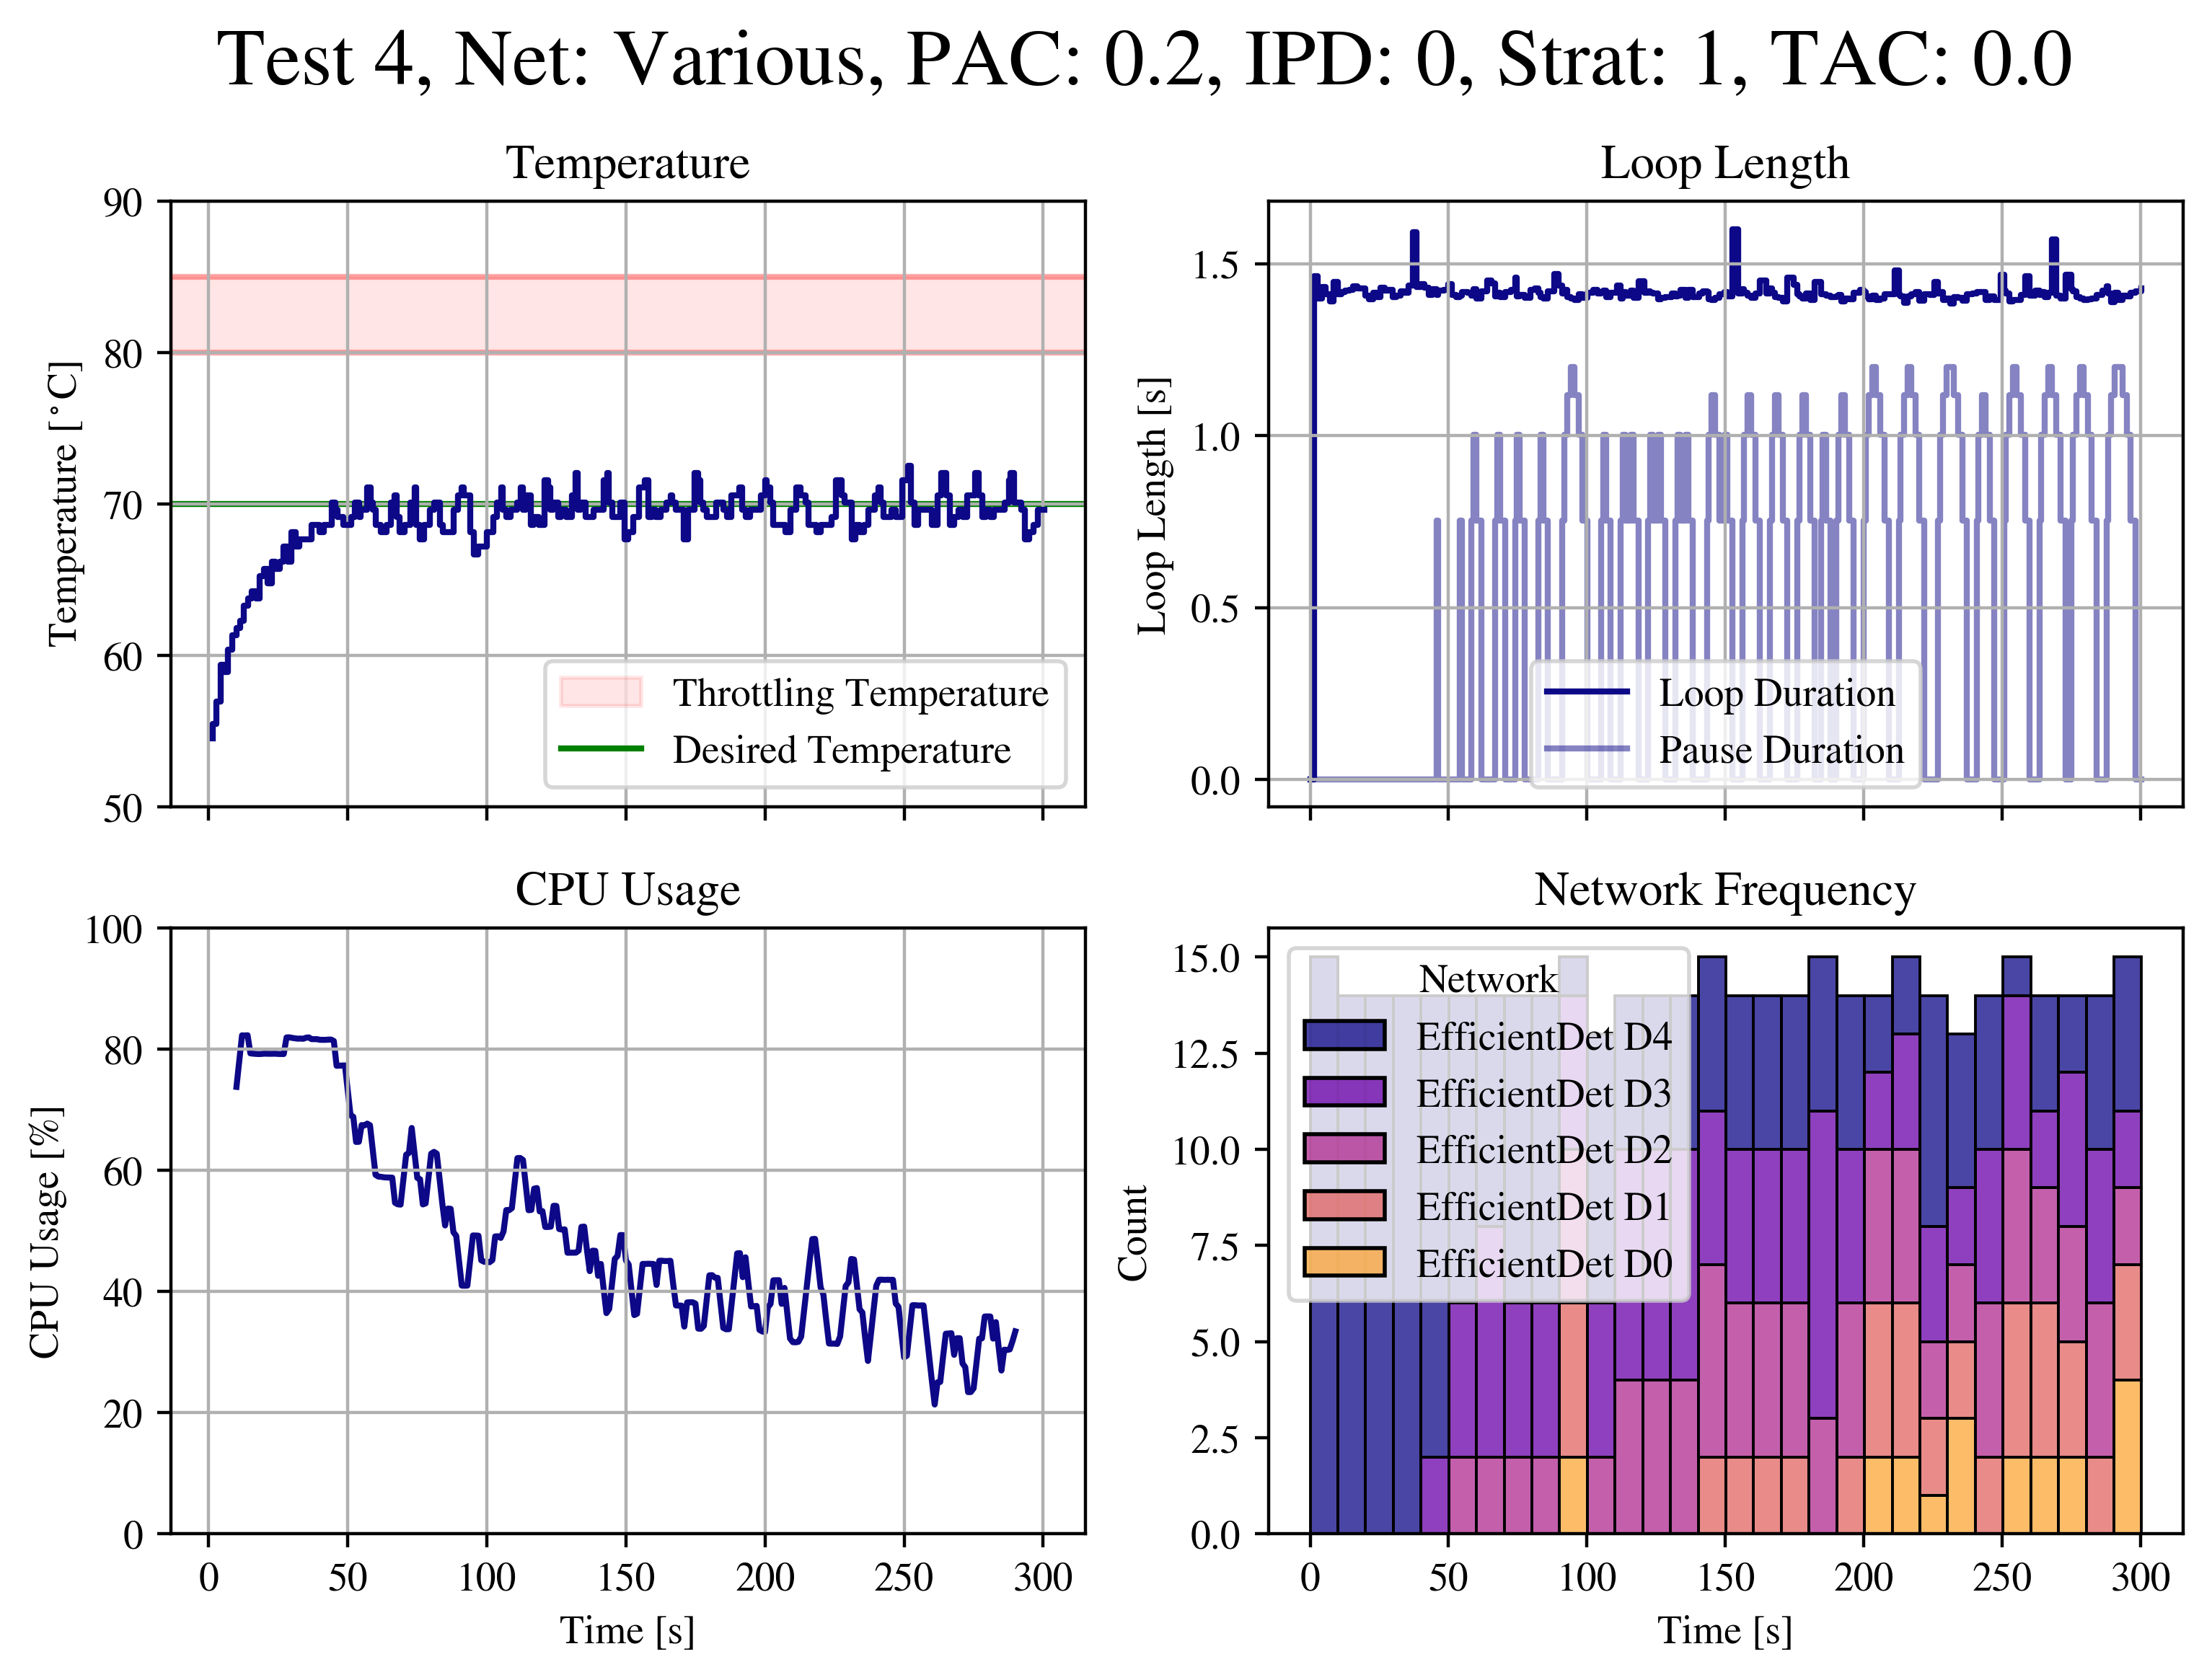 Test 4, Net: Various, PAC: 0.2, IPD: 0, Strat: 1, TAC: 0.0
Temperature
90
80
70
60
50
Temperature [°C]
Throttling Temperature
Desired Temperature
Loop Length
1.5
1.0
0.5
0.0
Loop Length [s]
Loop Duration
Pause Duration
CPU Usage
100
80
60
40
20
0
CPU Usage [%]
0 50 100 150 200 250 300
Time [s]
Network Frequency
15.0
12.5
10.0
7.5
5.0
2.5
0.0
Count
Network
EfficientDet D4
EfficientDet D3
EfficientDet D2
EfficientDet D1
EfficientDet D0
0 50 100 150 200 250 300
Time [s]